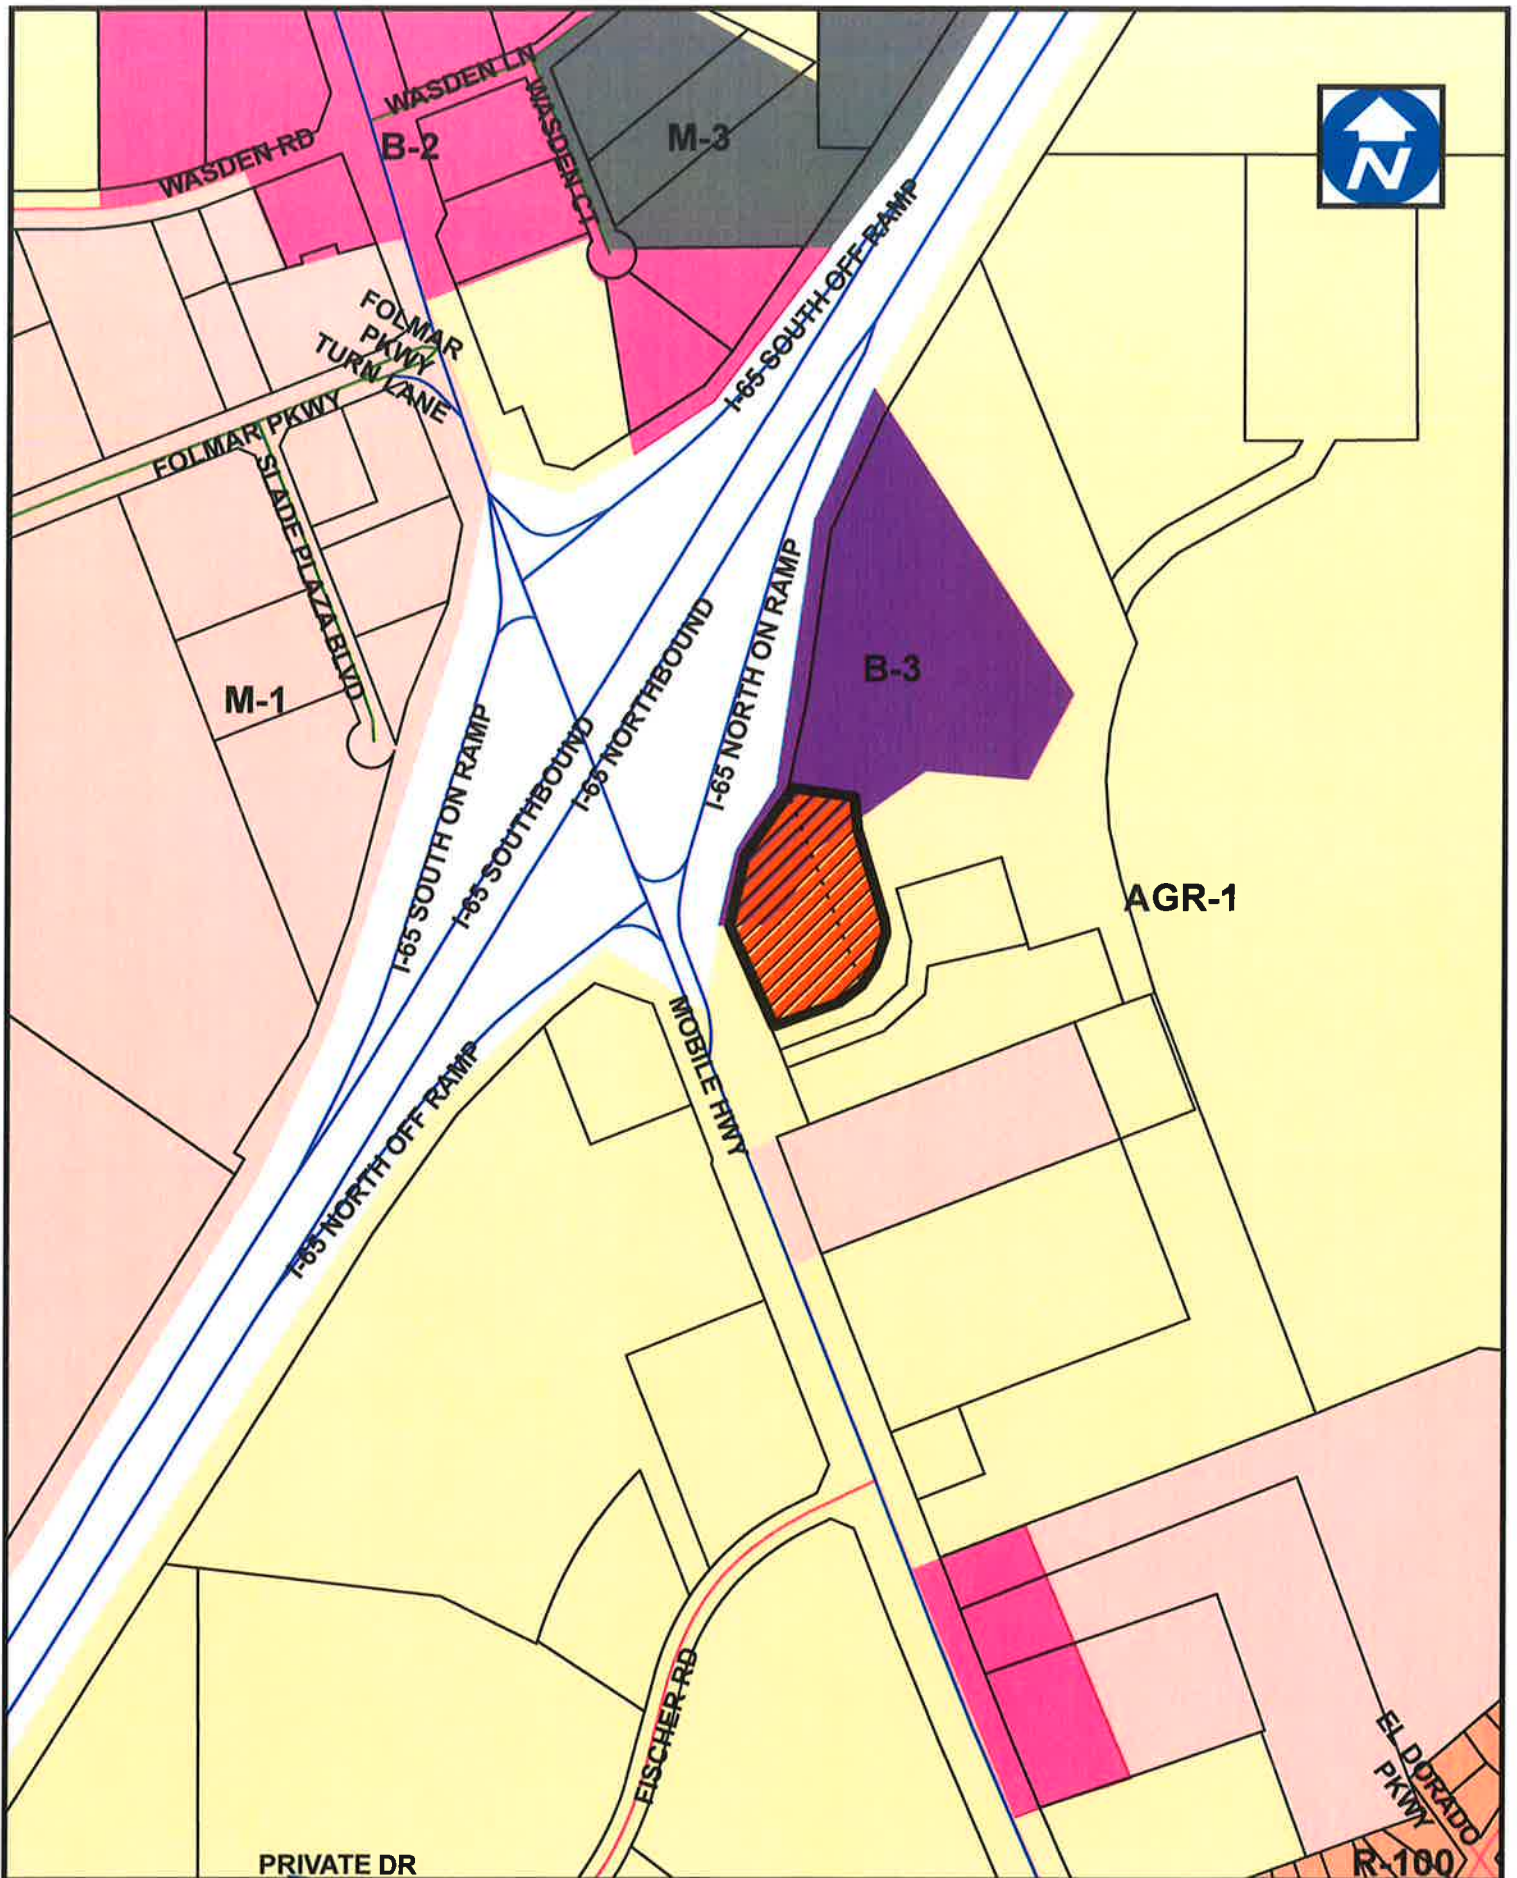 WASDEN LN
WASDEN RD
B-2
WASDEN CT
M-3
N
I-65 SOUTH OFF RAMP
FOLMAR
PKWY
TURN LANE
FOLMAR PKWY
SLADE PLAZA BLVD
M-1
I-65 NORTH ON RAMP
B-3
I-65 NORTHBOUND
I-65 SOUTHBOUND
I-65 SOUTH ON RAMP
AGR-1
MOBILE HWY
I-65 NORTH OFF RAMP
FISCHER RD
EL DORADO
PKWY
PRIVATE DR
R-100